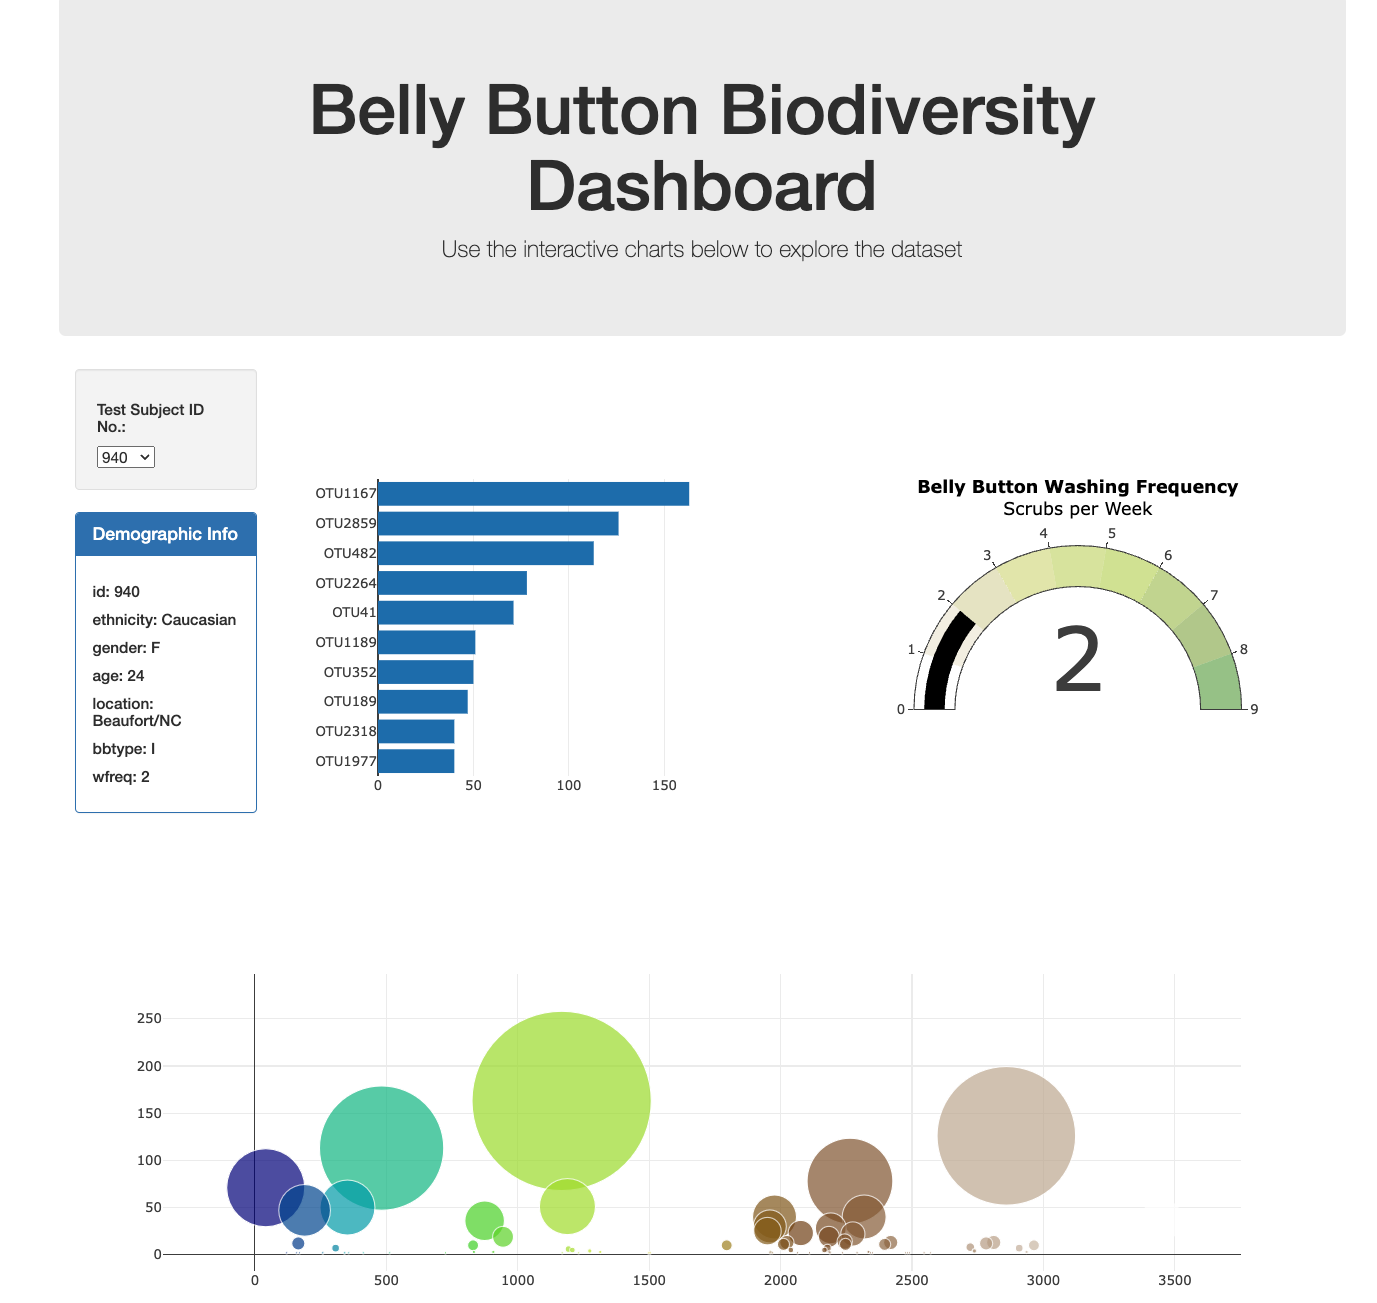 Belly Button Biodiversity
Dashboard
Use the interactive charts below to explore the dataset
Test Subject ID
No.:
940
Demographic Info
id: 940
ethnicity: Caucasian
gender: F
age: 24
location:
Beaufort/NC
bbtype: I
wfreq: 2
OTU1167
OTU2859
OTU482
OTU2264
OTU41
OTU1189
OTU352
OTU189
OTU2318
OTU1977
0 50 100 150
Belly Button Washing Frequency
Scrubs per Week
0
1
2
3
4
5
6
7
8
9
2
250
200
150
100
50
0
0 500 1000 1500 2000 2500 3000 3500